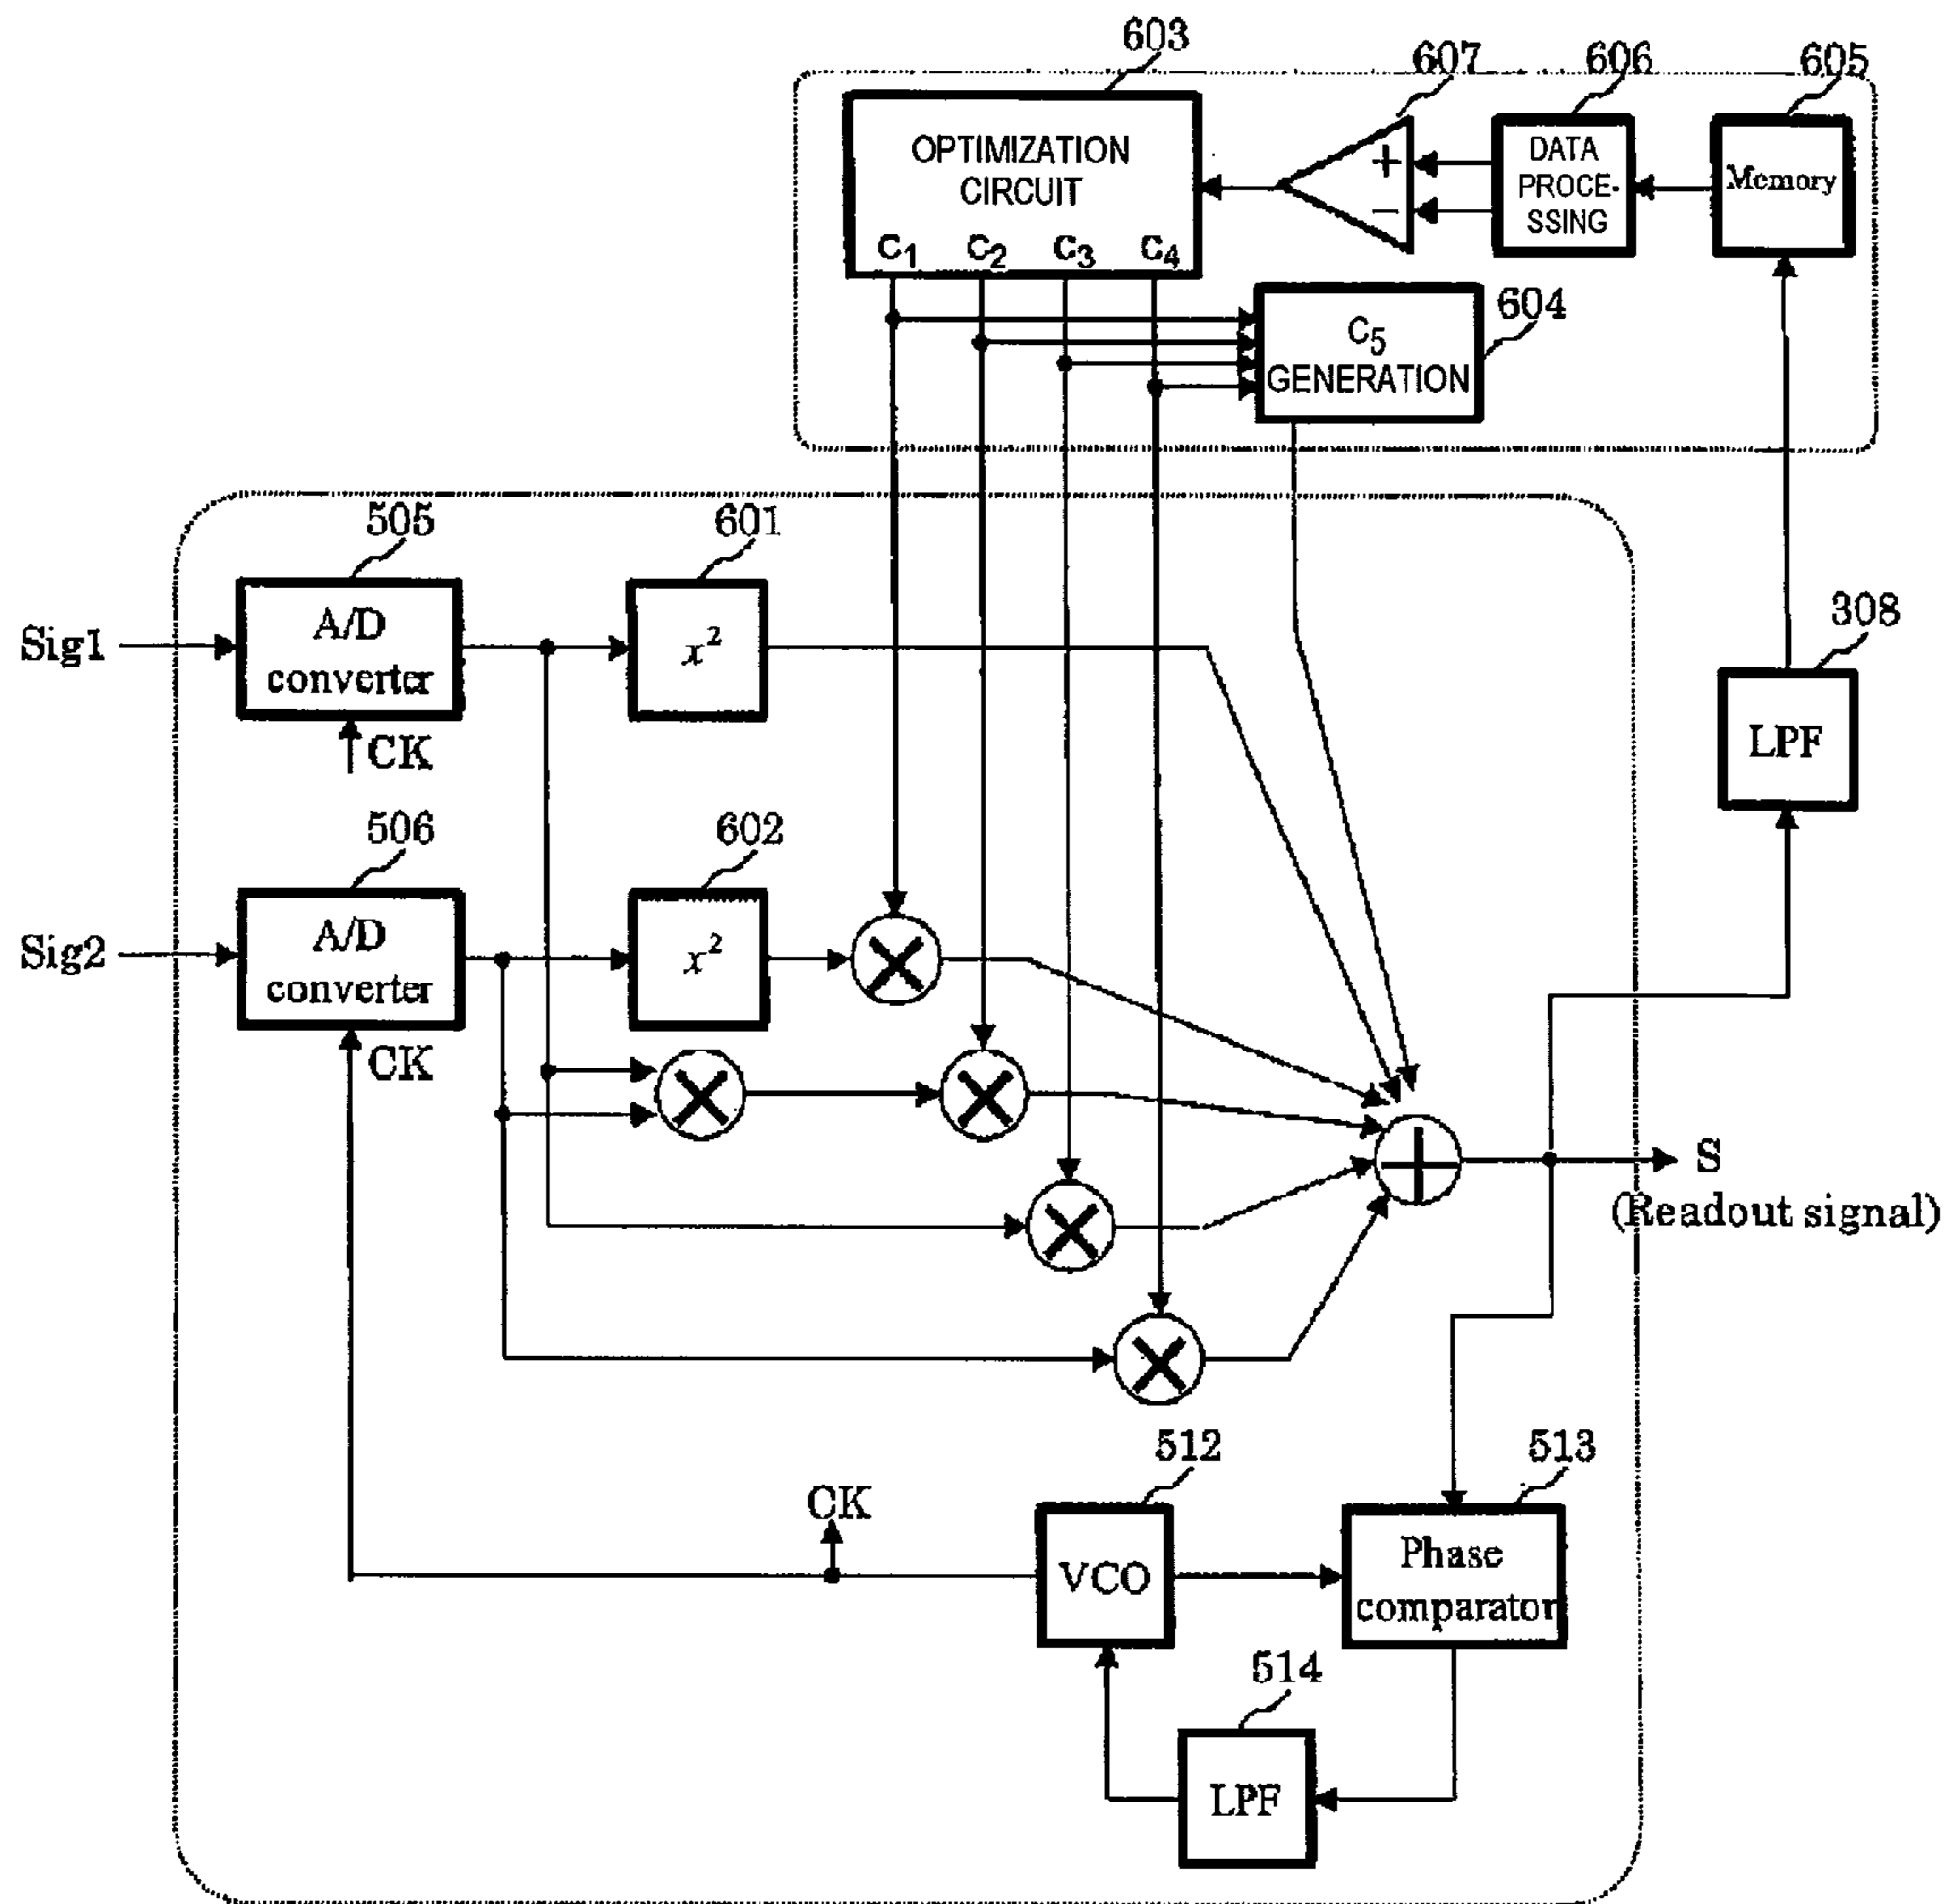 603
607
606
605
OPTIMIZATION
CIRCUIT
C1 C2 C3 C4
+
−
DATA
PROCE-
SSING
Memory
604
C5
GENERATION
505
601
308
Sig1
A/D
converter
x²
LPF
CK
506
602
Sig2
A/D
converter
x²
CK
S
(Readout signal)
512
513
CK
VCO
Phase
comparator
514
LPF